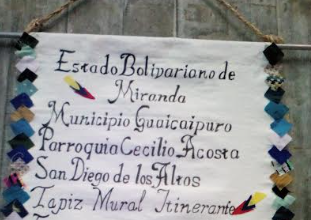 Estado Bolivariano de
Miranda
Municipio Guaicaipuro
Parroquia Cecilio Acosta
San Diego de los Altos
Tapiz Mural Itinerante